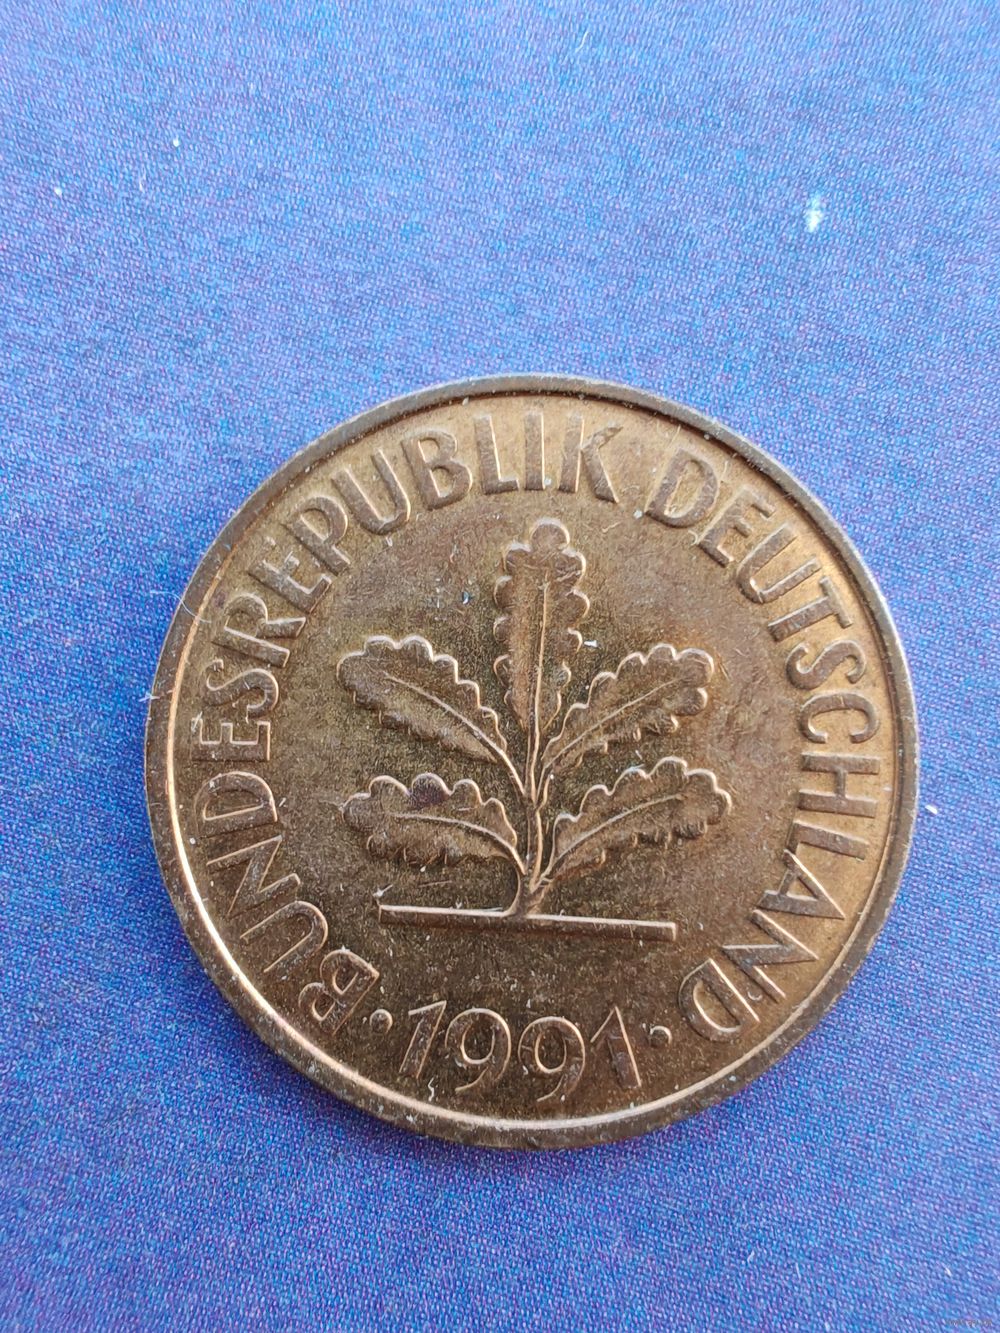 BUNDESREPUBLIK DEUTSCHLAND
· 1991 ·